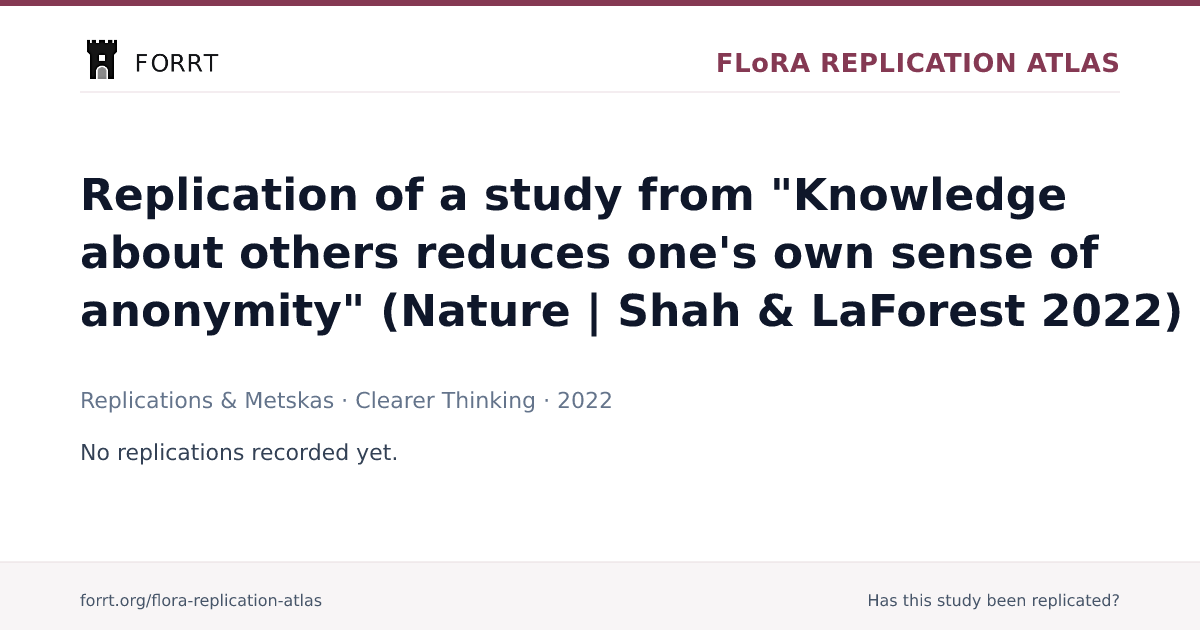 FORRT
FLoRA REPLICATION ATLAS
Replication of a study from "Knowledge
about others reduces one's own sense of
anonymity" (Nature | Shah & LaForest 2022)
Replications & Metskas · Clearer Thinking · 2022
No replications recorded yet.
forrt.org/flora-replication-atlas
Has this study been replicated?